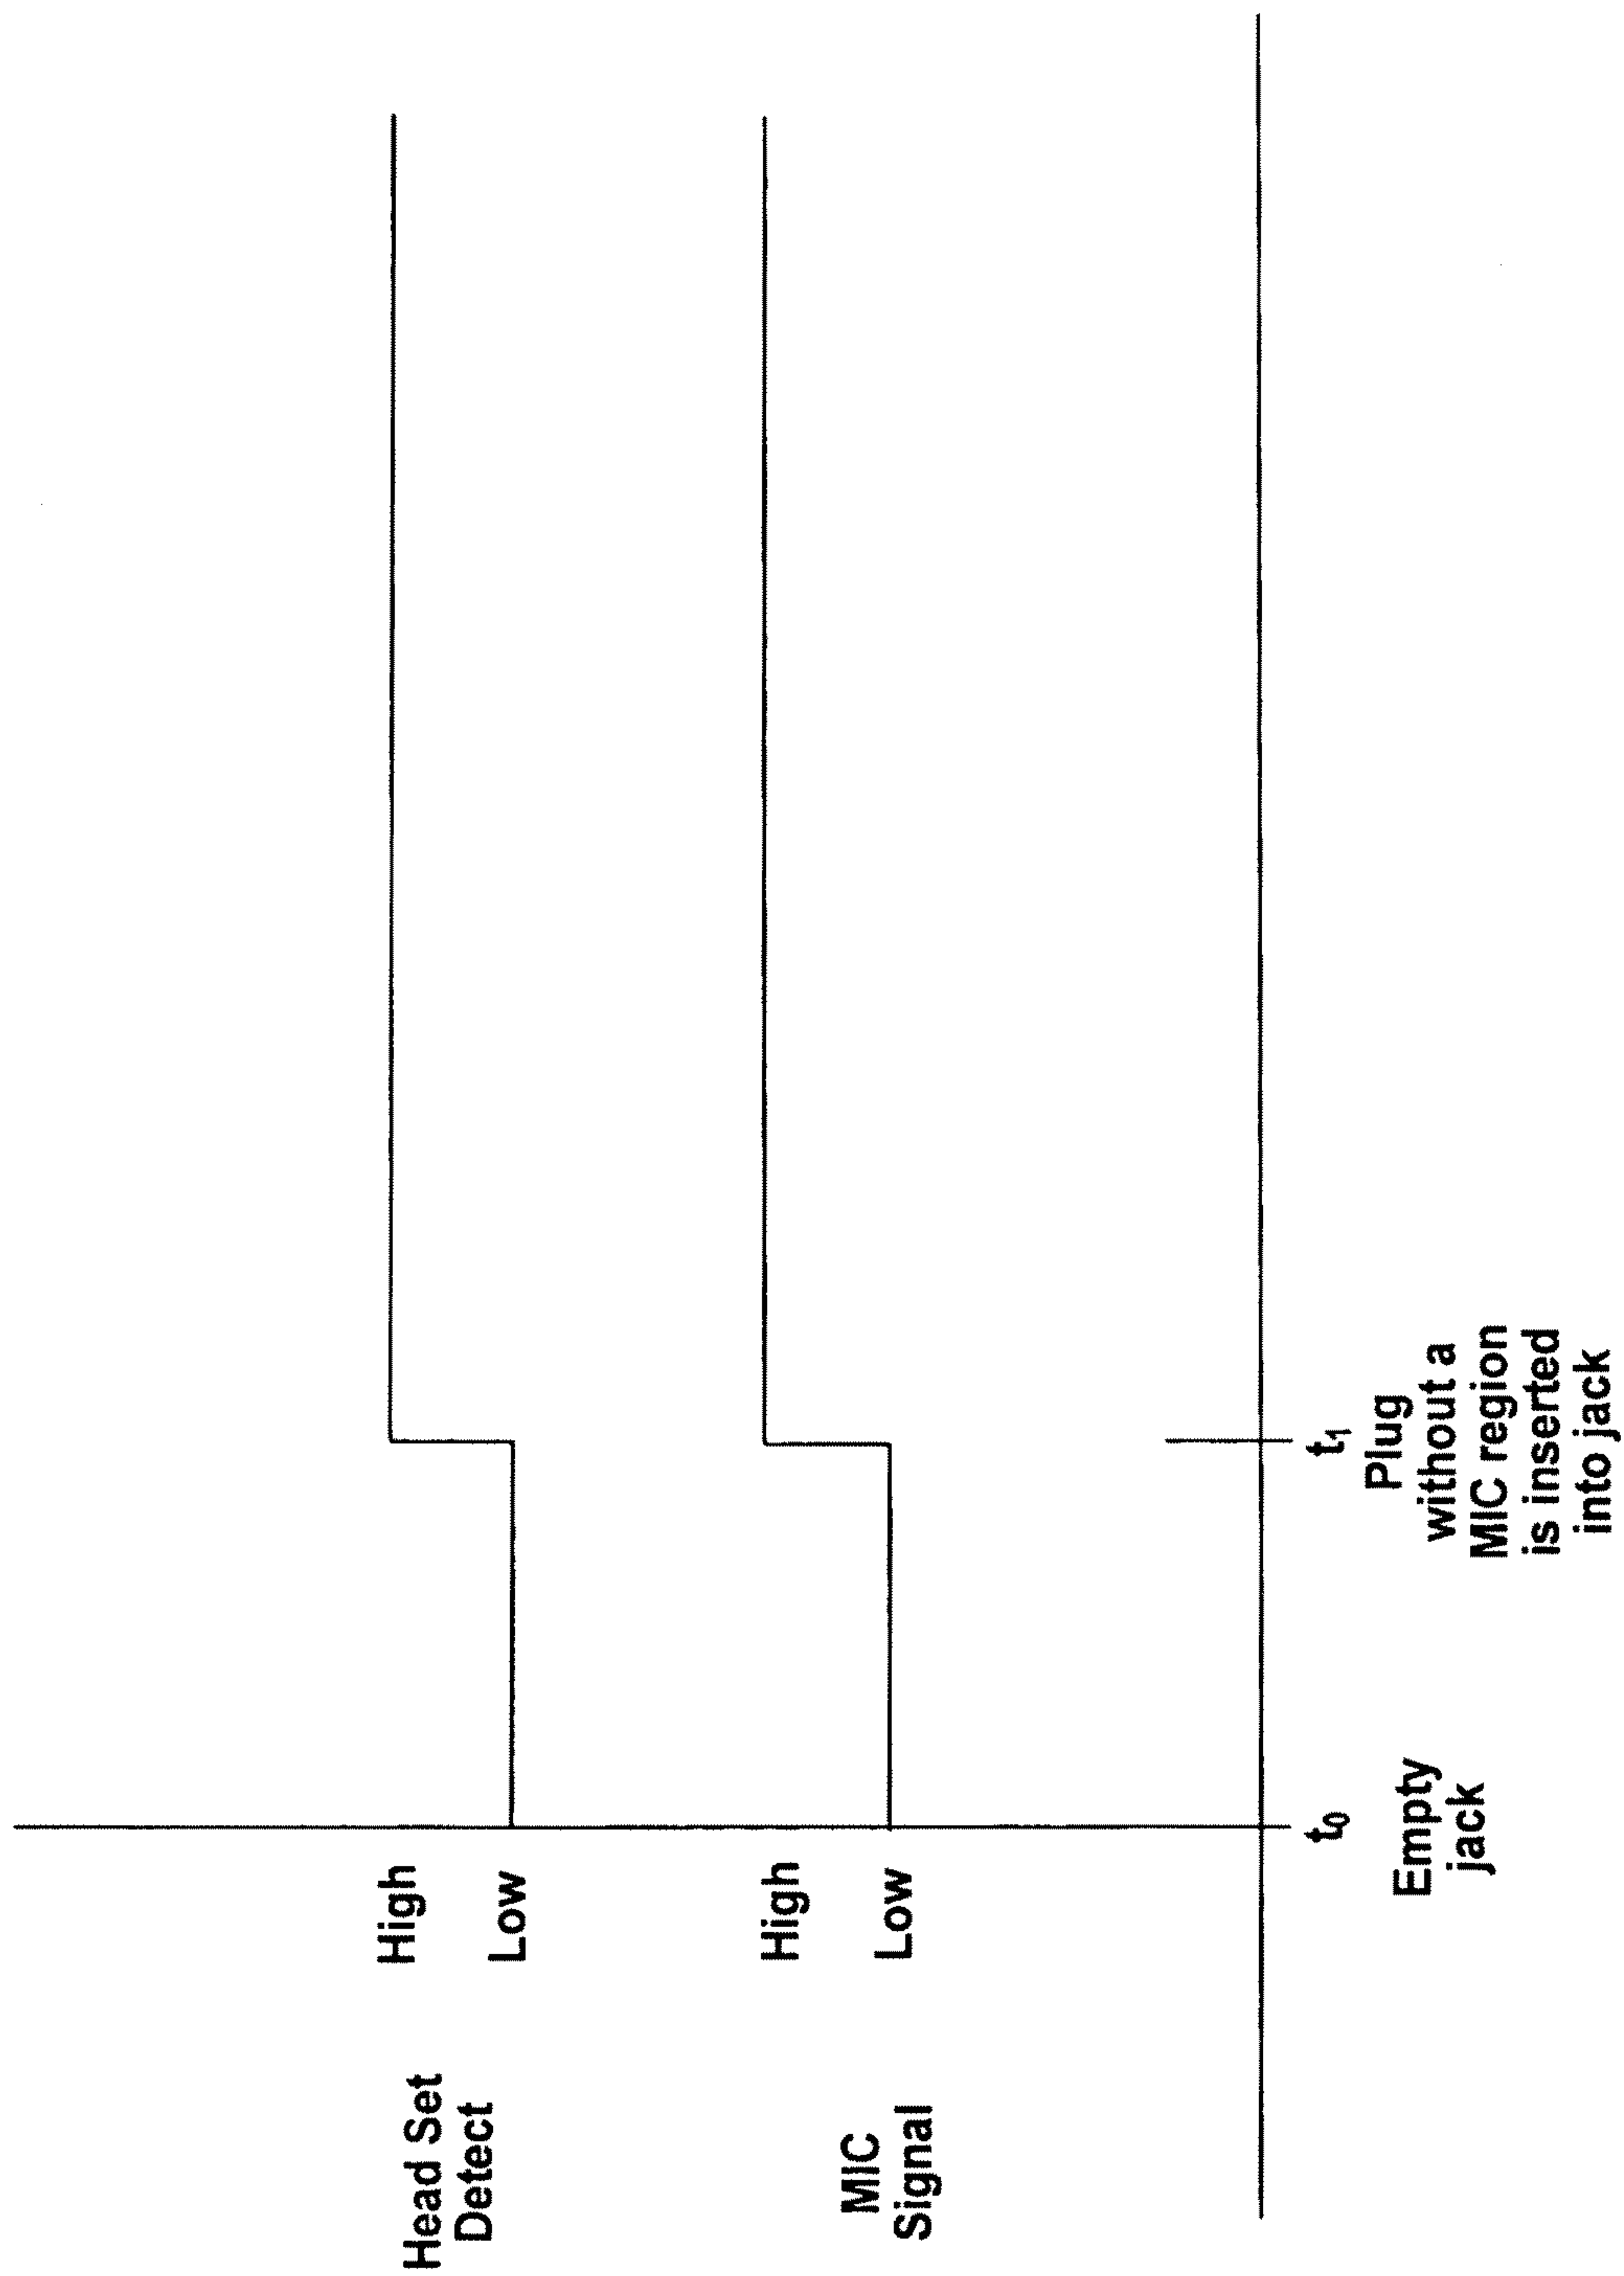 Head Set
Detect
High
Low
MIC
Signal
High
Low
t0
Empty
jack
t1
Plug
without a
MIC region
is inserted
into jack